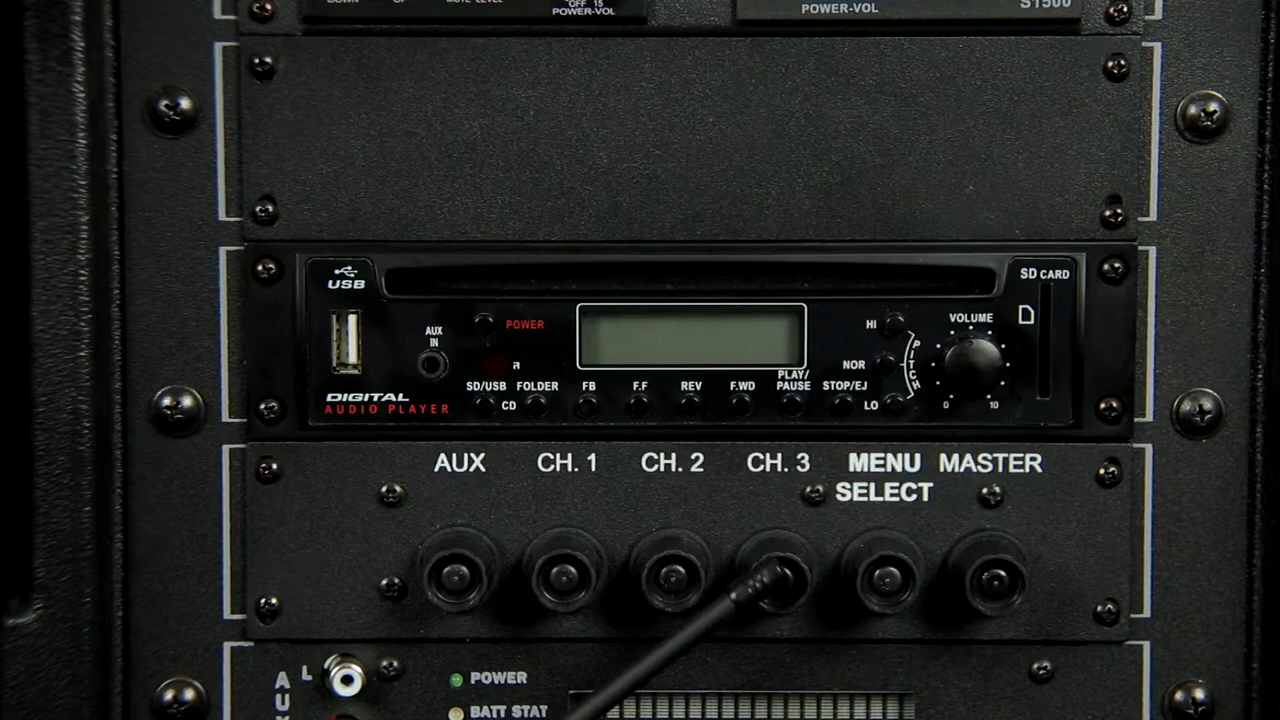 DOWN UP MUTE LEVEL
OFF 15
POWER-VOL
POWER-VOL
S1500
USB
SD CARD
AUX
IN
POWER
R
HI
NOR
LO
PITCH
VOLUME
0 10
SD/USB FOLDER FB F.F REV F.WD PLAY/PAUSE STOP/EJ
CD
DIGITAL
AUDIO PLAYER
AUX CH. 1 CH. 2 CH. 3 MENU SELECT MASTER
AUX
L
POWER
BATT STAT